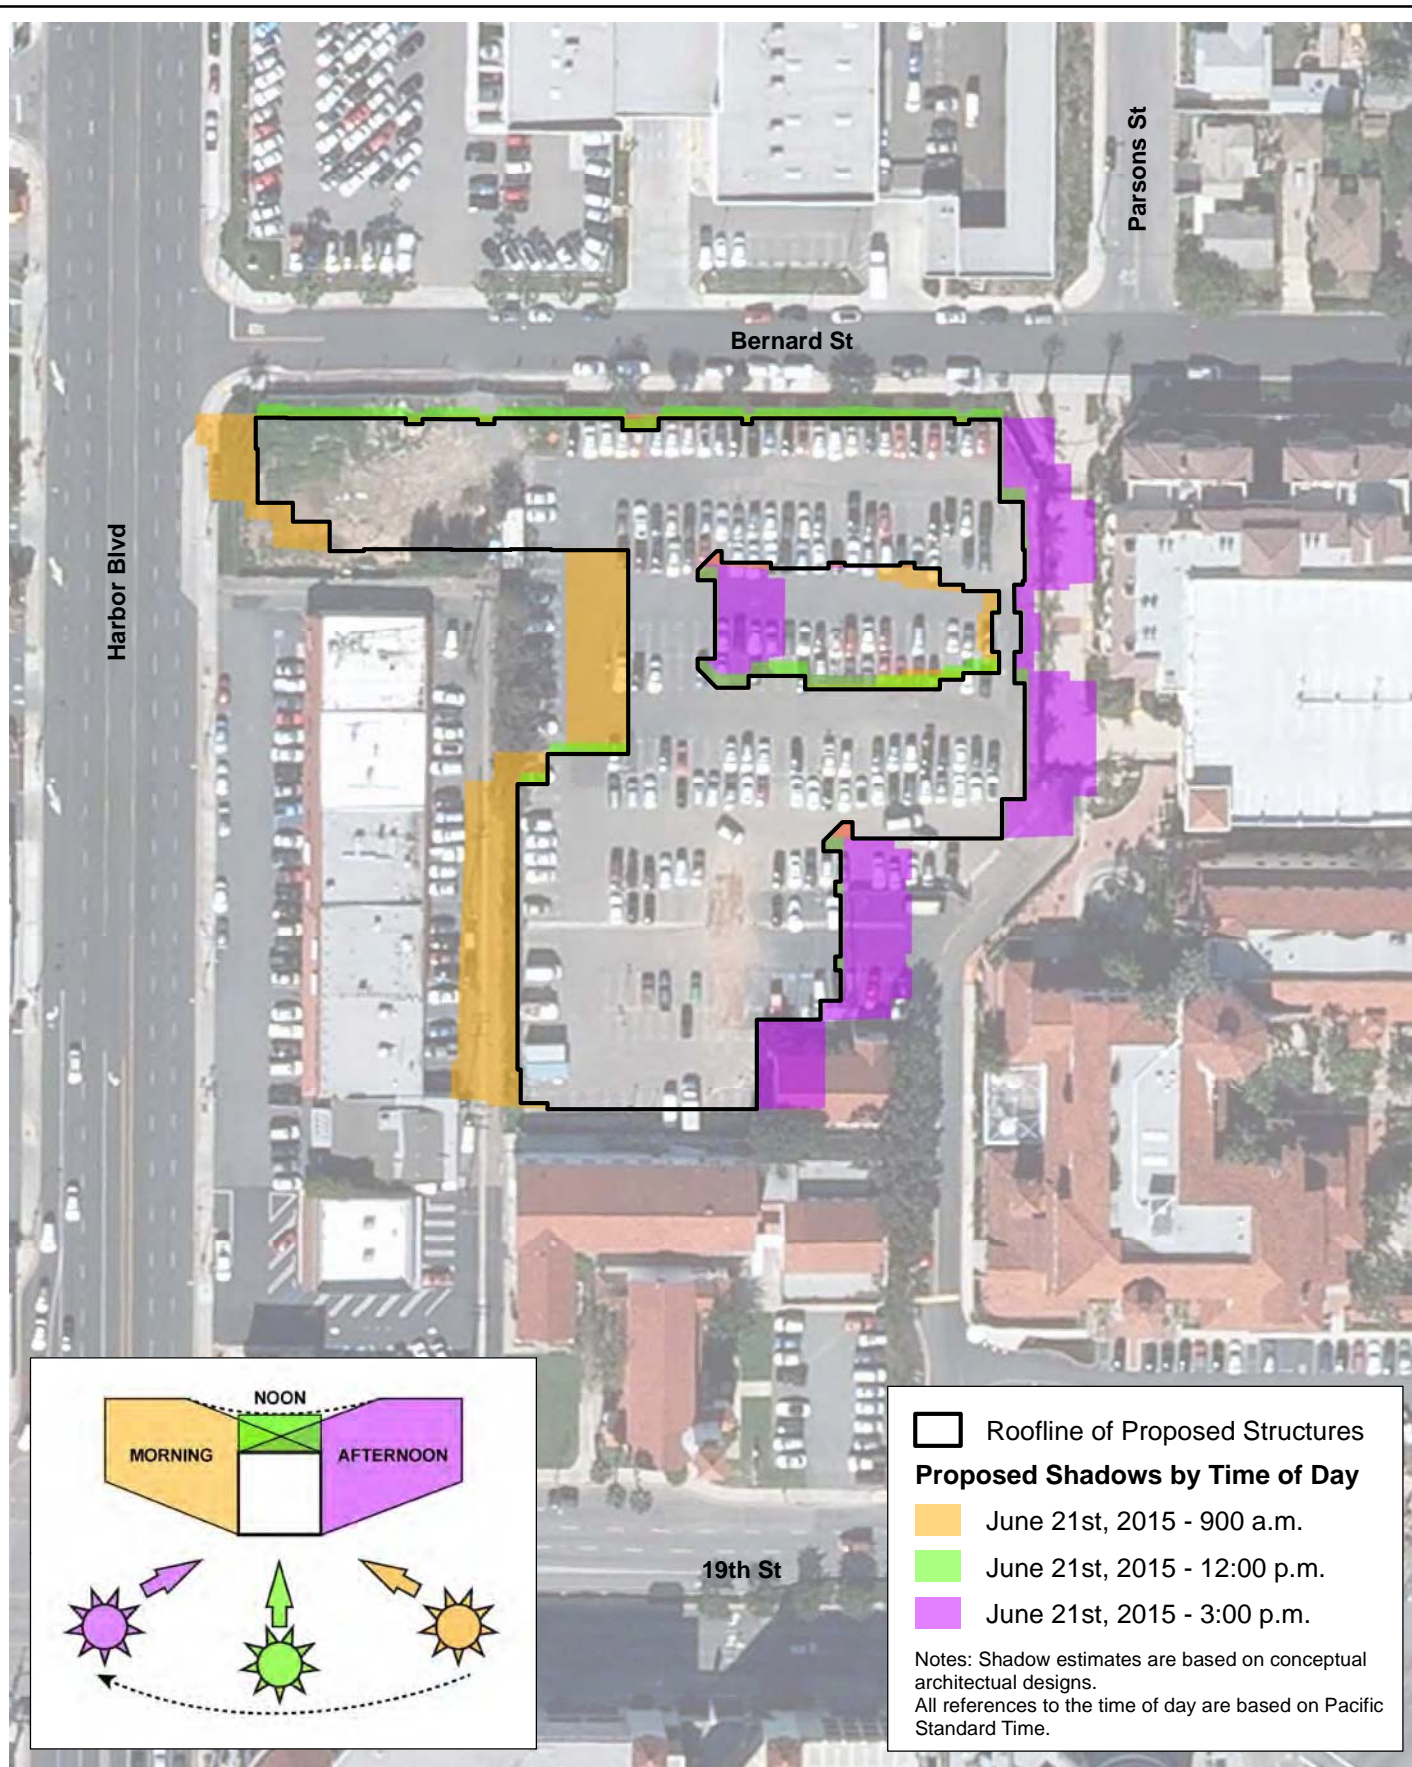 Parsons St
Bernard St
Harbor Blvd
NOON
MORNING
AFTERNOON
Roofline of Proposed Structures
Proposed Shadows by Time of Day
June 21st, 2015 - 900 a.m.
June 21st, 2015 - 12:00 p.m.
June 21st, 2015 - 3:00 p.m.
19th St
Notes: Shadow estimates are based on conceptual
architectural designs.
All references to the time of day are based on Pacific
Standard Time.